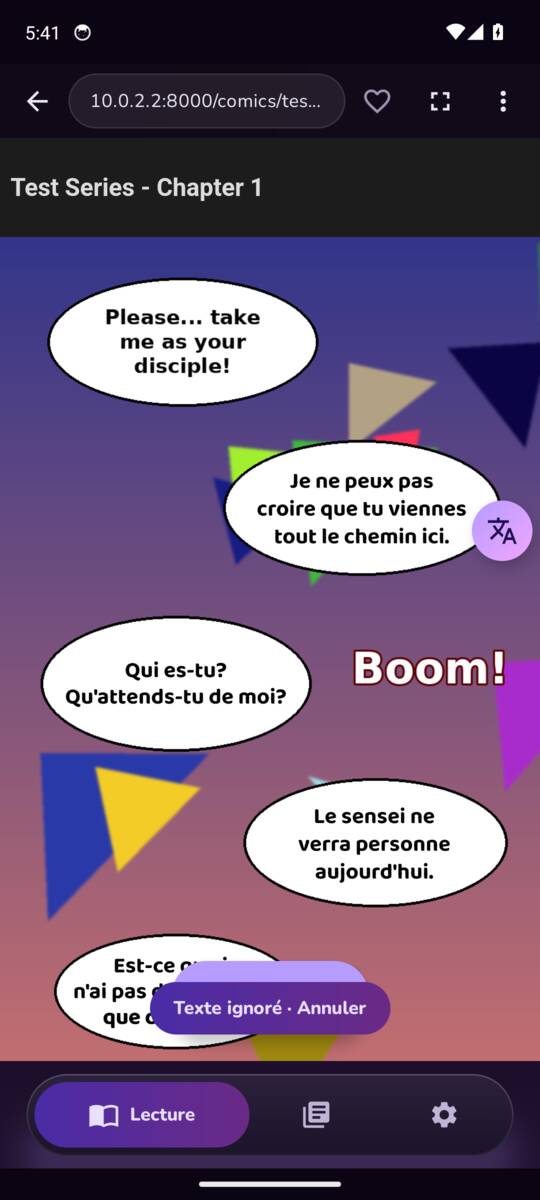 5:41
10.0.2.2:8000/comics/tes...
Test Series - Chapter 1
Please... take
me as your
disciple!
Je ne peux pas
croire que tu viennes
tout le chemin ici.
Qui es-tu?
Qu'attends-tu de moi?
Boom!
Le sensei ne
verra personne
aujourd'hui.
Est-ce
n'ai pas
que
Texte ignoré · Annuler
Lecture